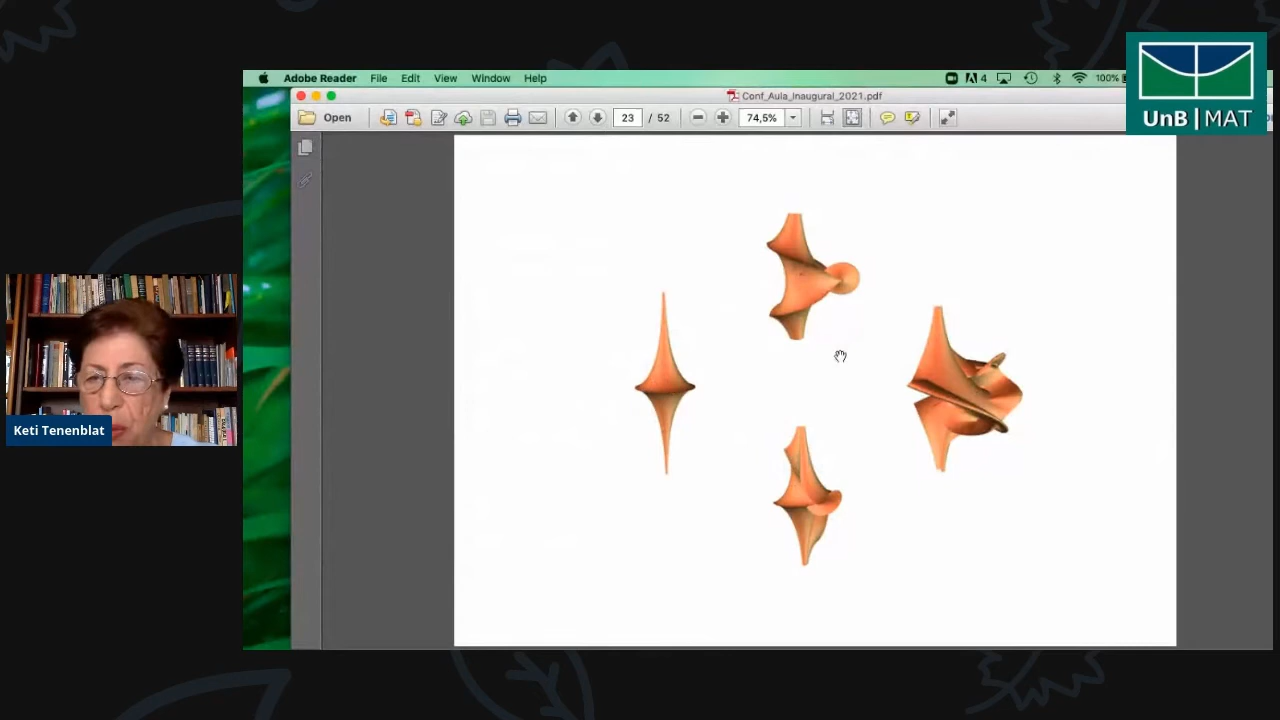 Adobe Reader File Edit View Window Help 4 100%
Conf_Aula_Inaugural_2021.pdf
Open 23 / 52 74,5%
UnB | MAT
Keti Tenenblat